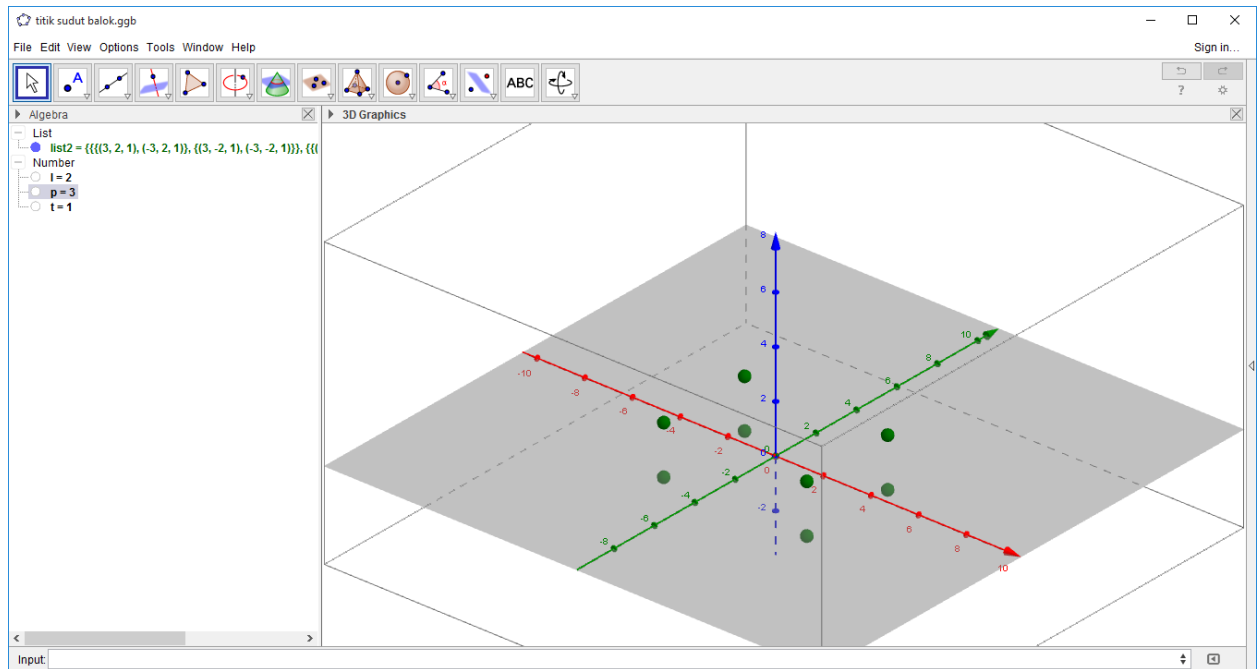 titik sudut balok.ggb
File Edit View Options Tools Window Help
Sign in...
A
α
ABC
?
Algebra
3D Graphics
List
list2 = {{{(3, 2, 1), (-3, 2, 1)}, {(3, -2, 1), (-3, -2, 1)}}, {{(
Number
l = 2
p = 3
t = 1
8
6
4
2
0
-2
-10
-8
-6
-4
-2
0
2
4
6
8
10
10
8
6
4
2
0
-2
-4
-6
-8
Input: